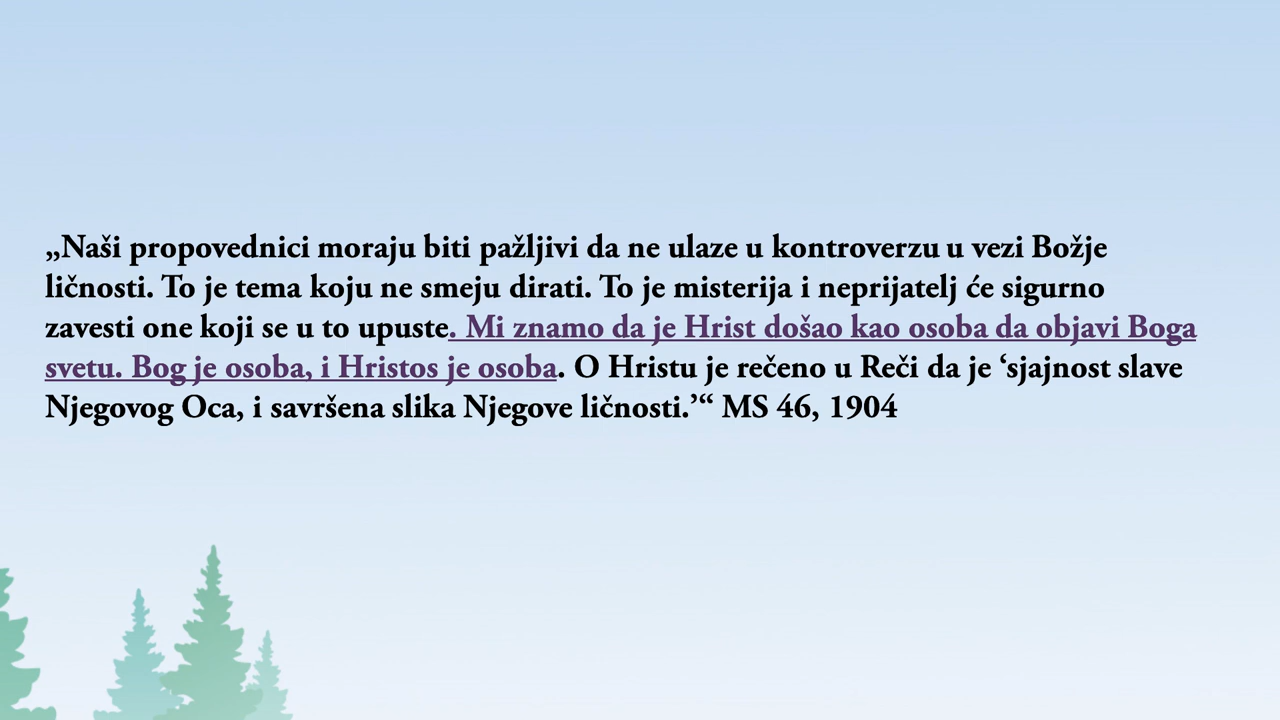 „Naši propovednici moraju biti pažljivi da ne ulaze u kontroverzu u vezi Božje
ličnosti. To je tema koju ne smeju dirati. To je misterija i neprijatelj će sigurno
zavesti one koji se u to upuste. Mi znamo da je Hrist došao kao osoba da objavi Boga
svetu. Bog je osoba, i Hristos je osoba. O Hristu je rečeno u Reči da je ‘sjajnost slave
Njegovog Oca, i savršena slika Njegove ličnosti.’“ MS 46, 1904